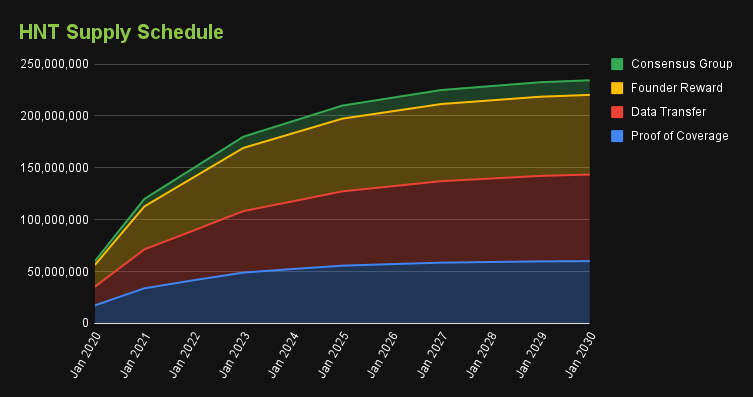 HNT Supply Schedule
250,000,000
200,000,000
150,000,000
100,000,000
50,000,000
0
Jan 2020
Jan 2021
Jan 2022
Jan 2023
Jan 2024
Jan 2025
Jan 2026
Jan 2027
Jan 2028
Jan 2029
Jan 2030
Consensus Group
Founder Reward
Data Transfer
Proof of Coverage